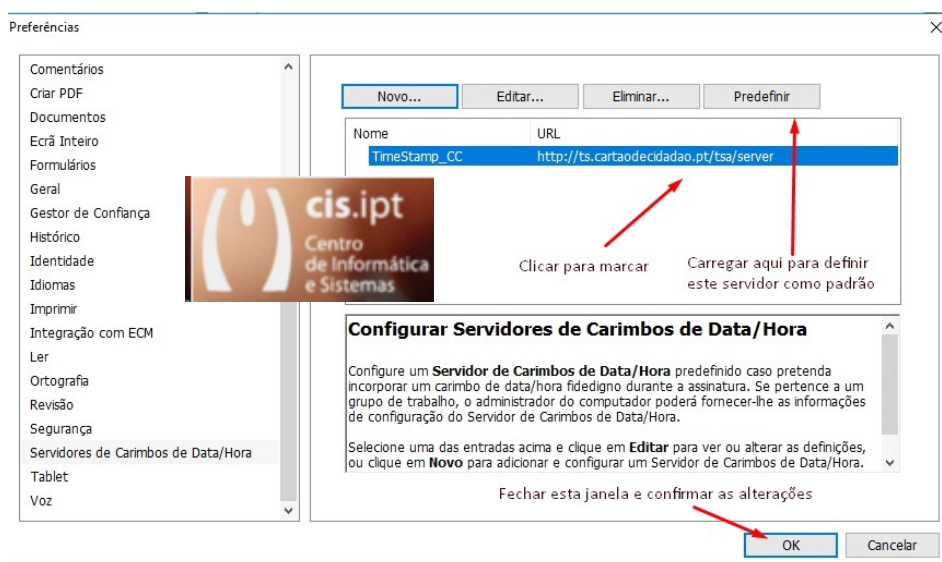 Preferências
Comentários
Criar PDF
Documentos
Ecrã Inteiro
Formulários
Geral
Gestor de Confiança
Histórico
Identidade
Idiomas
Imprimir
Integração com ECM
Ler
Ortografia
Revisão
Segurança
Servidores de Carimbos de Data/Hora
Tablet
Voz
cis.ipt
Centro
de Informática
e Sistemas
Novo... Editar... Eliminar... Predefinir
Nome URL
TimeStamp_CC http://ts.cartaodecidadao.pt/tsa/server
Clicar para marcar
Carregar aqui para definir
este servidor como padrão
Configurar Servidores de Carimbos de Data/Hora
Configure um Servidor de Carimbos de Data/Hora predefinido caso pretenda
incorporar um carimbo de data/hora fidedigno durante a assinatura. Se pertence a um
grupo de trabalho, o administrador do computador poderá fornecer-lhe as informações
de configuração do Servidor de Carimbos de Data/Hora.
Selecione uma das entradas acima e clique em Editar para ver ou alterar as definições,
ou clique em Novo para adicionar e configurar um Servidor de Carimbos de Data/Hora.
Fechar esta janela e confirmar as alterações
OK Cancelar